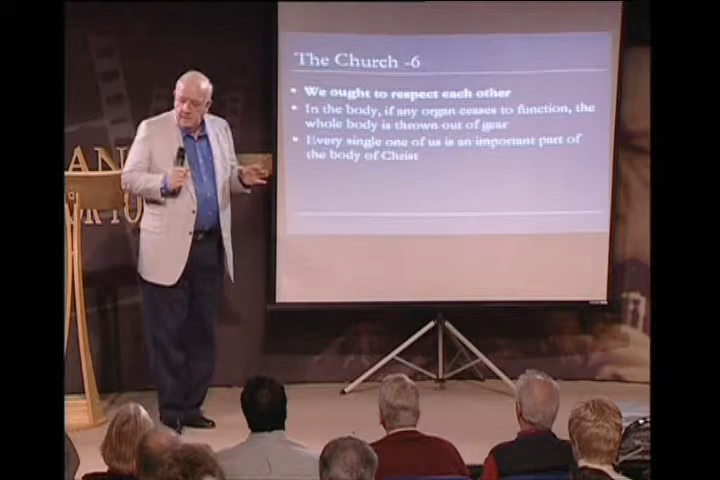 The Church -6
• We ought to respect each other
• In the body, if any organ ceases to function, the
whole body is thrown out of gear
• Every single one of us is an important part of
the body of Christ
AN